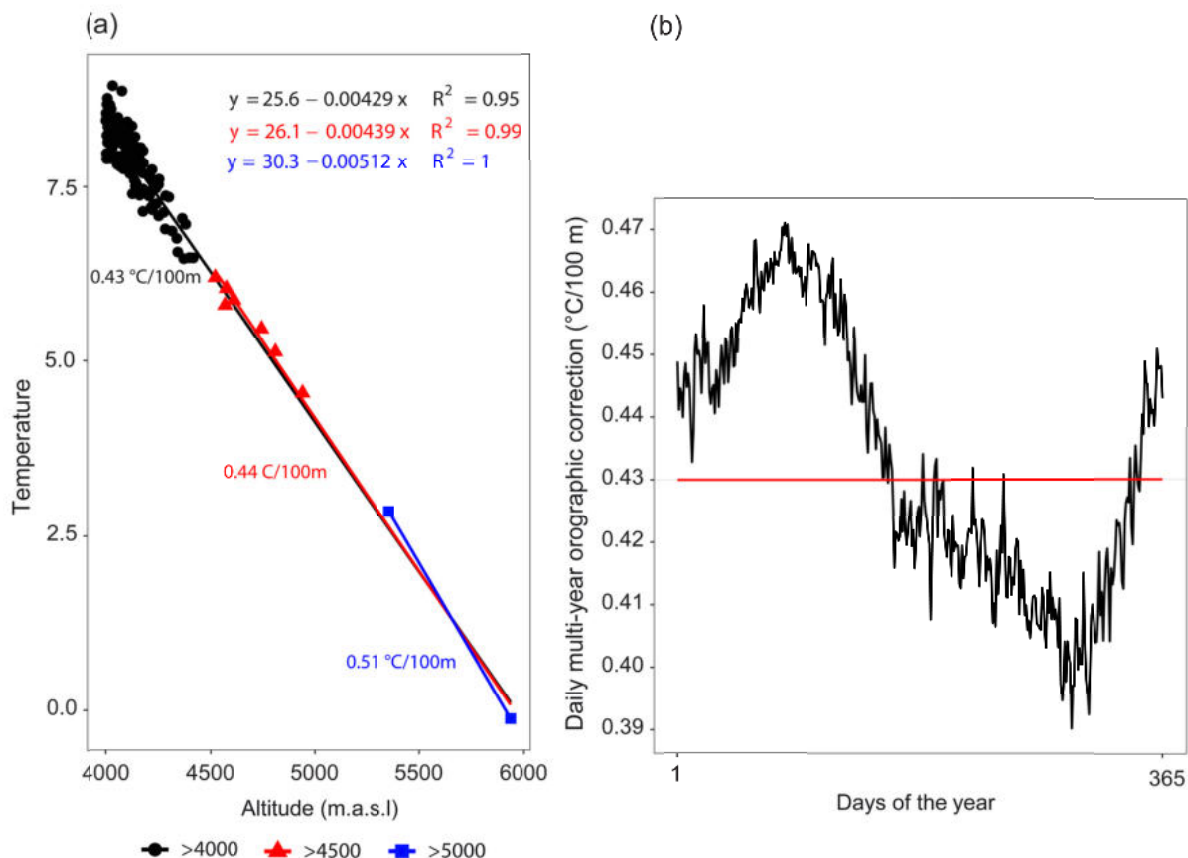 (a)
y = 25.6 − 0.00429 x R² = 0.95
y = 26.1 − 0.00439 x R² = 0.99
y = 30.3 − 0.00512 x R² = 1
7.5
5.0
2.5
0.0
Temperature
0.43 °C/100m
0.44 C/100m
0.51 °C/100m
4000 4500 5000 5500 6000
Altitude (m.a.s.l)
>4000 >4500 >5000
(b)
Daily multi-year orographic correction (°C/100 m)
0.47
0.46
0.45
0.44
0.43
0.42
0.41
0.40
0.39
1 365
Days of the year